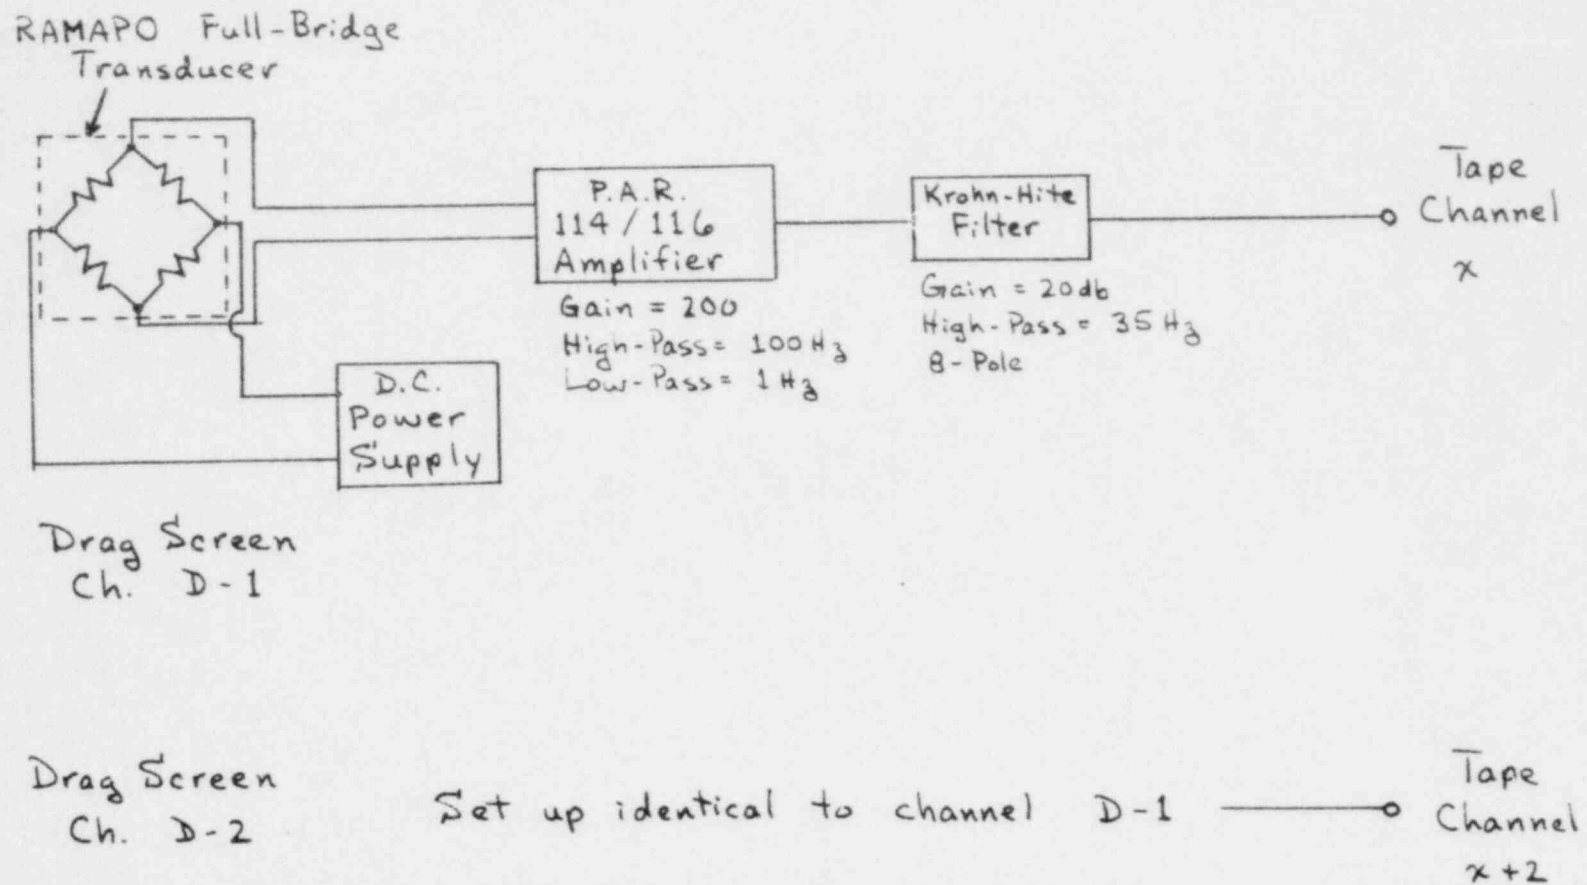 RAMAPO Full-Bridge
Transducer
P.A.R.
114 / 116
Amplifier
Gain = 200
High-Pass = 100 Hz
Low-Pass = 1 Hz
Krohn-Hite
Filter
Gain = 20db
High-Pass = 35 Hz
8-Pole
Tape
Channel
x
D.C.
Power
Supply
Drag Screen
Ch. D-1
Drag Screen
Ch. D-2
Set up identical to channel D-1
Tape
Channel
x+2